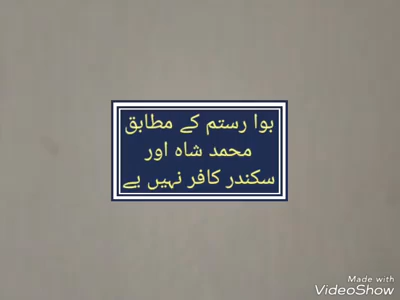 بوا رستم کے مطابق
محمد شاہ اور
سکندر کافر نہیں ہے
Made with
VideoShow